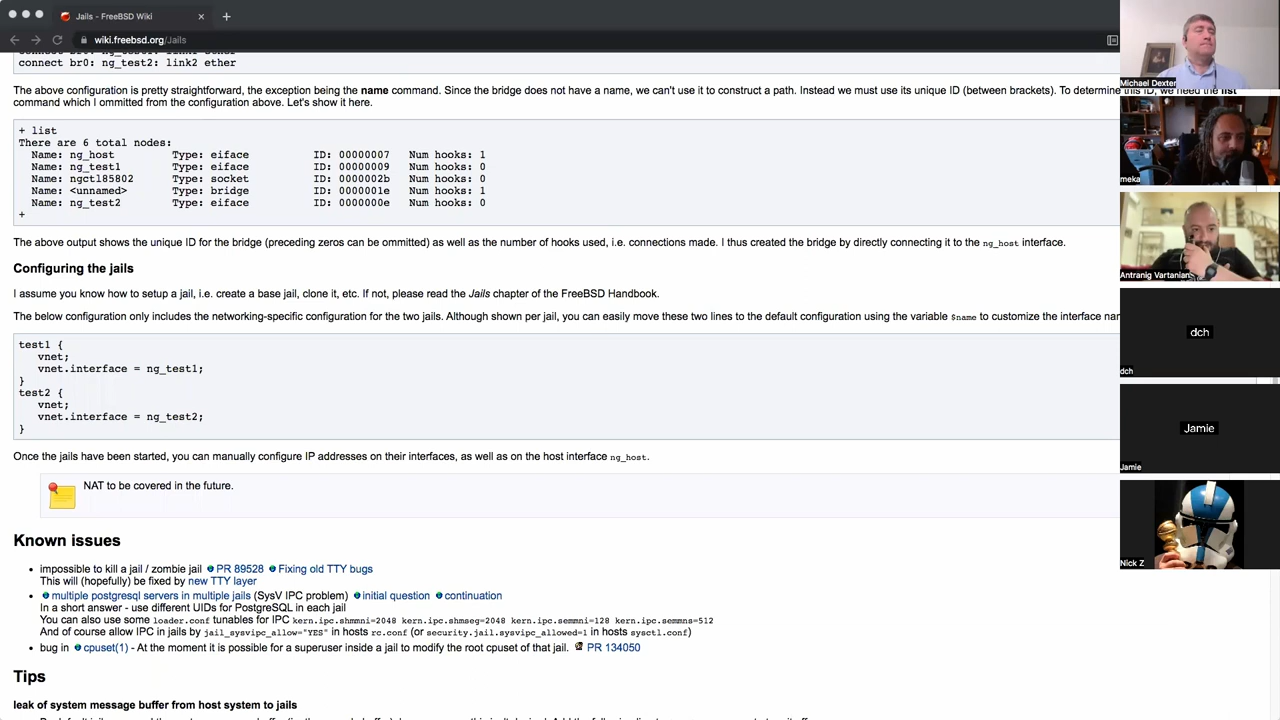 Jails - FreeBSD Wiki
wiki.freebsd.org/Jails
connect br0: ng_test2: link2 ether
The above configuration is pretty straightforward, the exception being the name command. Since the bridge does not have a name, we can't use it to construct a path. Instead we must use its unique ID (between brackets). To determine this ID, we need the list
command which I ommitted from the configuration above. Let's show it here.
+ list
There are 6 total nodes:
Name: ng_host Type: eiface ID: 00000007 Num hooks: 1
Name: ng_test1 Type: eiface ID: 00000009 Num hooks: 0
Name: ngctl85802 Type: socket ID: 0000002b Num hooks: 0
Name: <unnamed> Type: bridge ID: 0000001e Num hooks: 1
Name: ng_test2 Type: eiface ID: 0000000e Num hooks: 0
+
The above output shows the unique ID for the bridge (preceding zeros can be ommitted) as well as the number of hooks used, i.e. connections made. I thus created the bridge by directly connecting it to the ng_host interface.
Configuring the jails
I assume you know how to setup a jail, i.e. create a base jail, clone it, etc. If not, please read the Jails chapter of the FreeBSD Handbook.
The below configuration only includes the networking-specific configuration for the two jails. Although shown per jail, you can easily move these two lines to the default configuration using the variable $name to customize the interface nam
test1 {
vnet;
vnet.interface = ng_test1;
}
test2 {
vnet;
vnet.interface = ng_test2;
}
Once the jails have been started, you can manually configure IP addresses on their interfaces, as well as on the host interface ng_host.
NAT to be covered in the future.
Known issues
• impossible to kill a jail / zombie jail PR 89528 Fixing old TTY bugs
This will (hopefully) be fixed by new TTY layer
• multiple postgresql servers in multiple jails (SysV IPC problem) initial question continuation
In a short answer - use different UIDs for PostgreSQL in each jail
You can also use some loader.conf tunables for IPC kern.ipc.shmmni=2048 kern.ipc.shmseg=2048 kern.ipc.semmni=128 kern.ipc.semmns=512
And of course allow IPC in jails by jail_sysvipc_allow="YES" in hosts rc.conf (or security.jail.sysvipc_allowed=1 in hosts sysctl.conf)
• bug in cpuset(1) - At the moment it is possible for a superuser inside a jail to modify the root cpuset of that jail. PR 134050
Tips
leak of system message buffer from host system to jails
Michael Dexter
meka
Antranig Vartanian
dch
dch
Jamie
Jamie
Nick Z